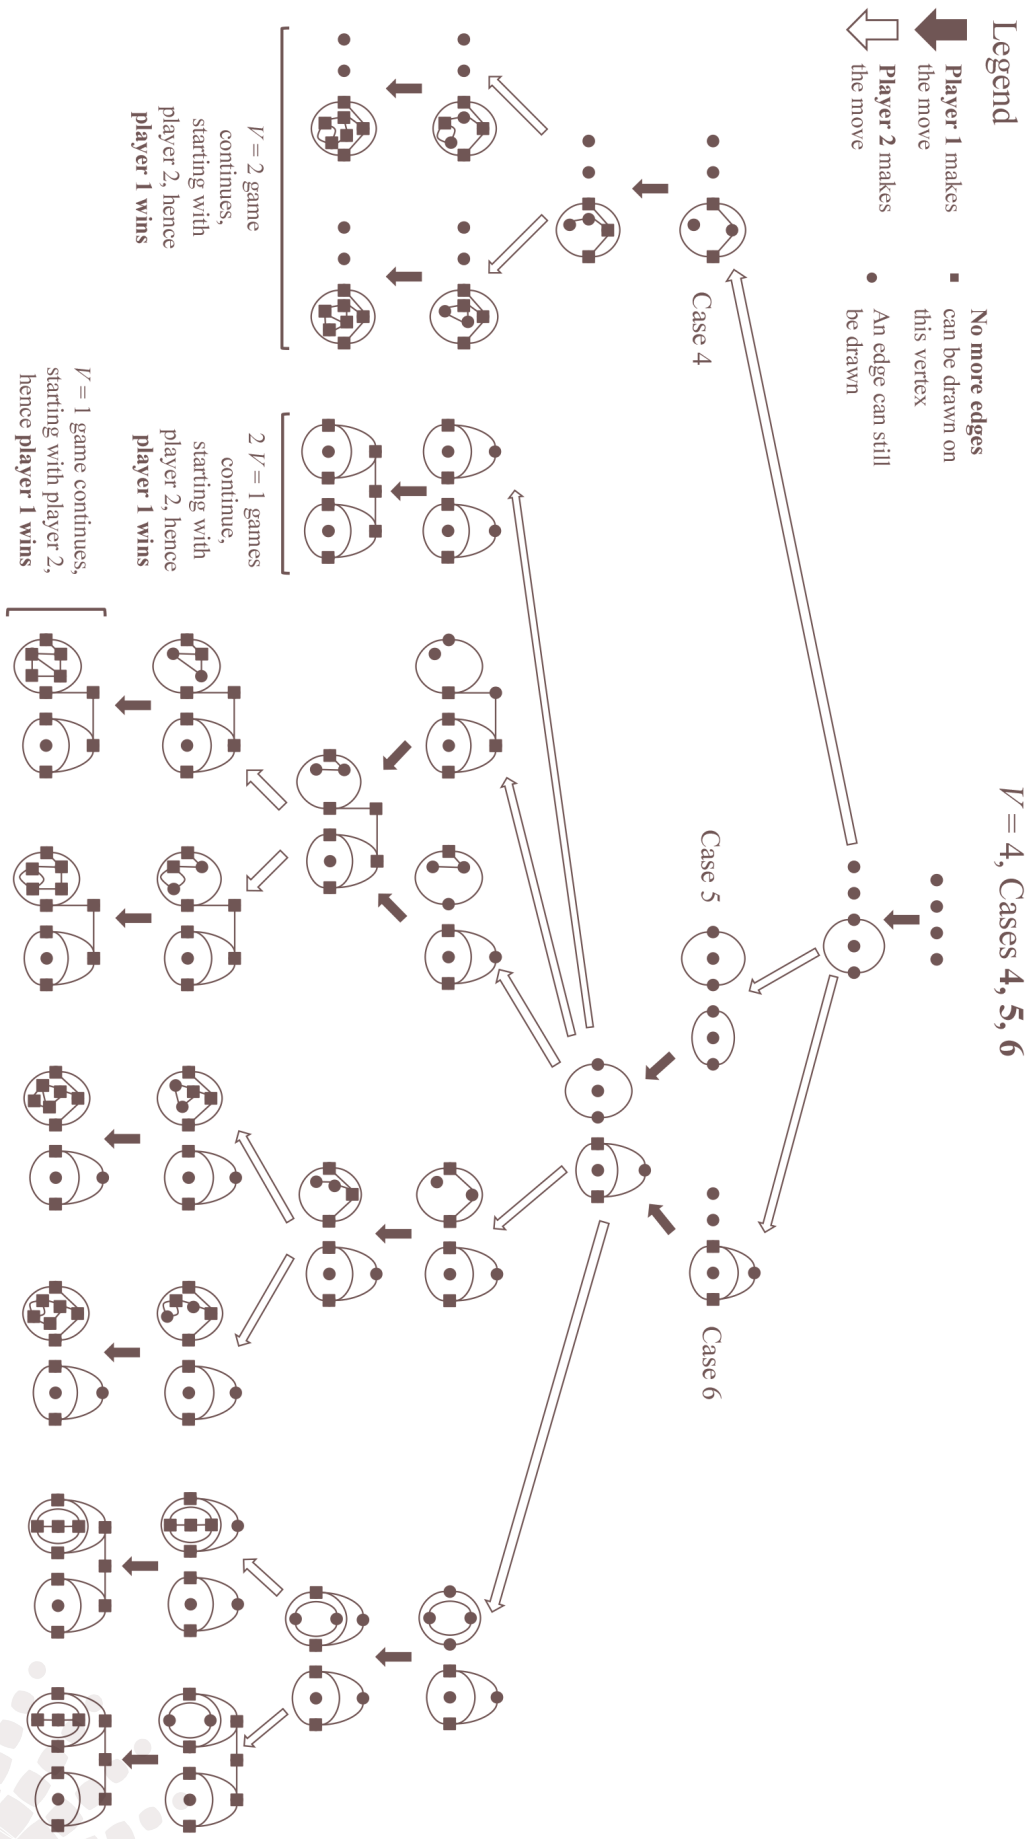 V = 4, Cases 4, 5, 6
Legend
Player 1 makes
the move
Player 2 makes
the move
No more edges
can be drawn on
this vertex
An edge can still
be drawn
Case 4
Case 5
Case 6
V = 2 game
continues,
starting with
player 2, hence
player 1 wins
2 V = 1 games
continue,
starting with
player 2, hence
player 1 wins
V = 1 game continues,
starting with player 2,
hence player 1 wins